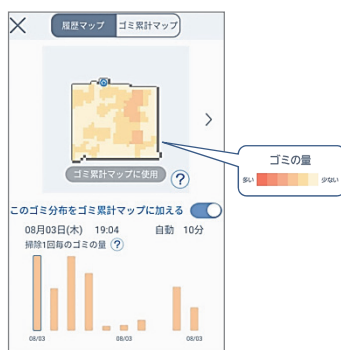 履歴マップ ゴミ累計マップ
ゴミ累計マップに使用 ?
ゴミの量
多い 少ない
このゴミ分布をゴミ累計マップに加える
08月03日(木) 19:04 自動 10分
掃除1回毎のゴミの量 ?
08/03 08/03 08/03